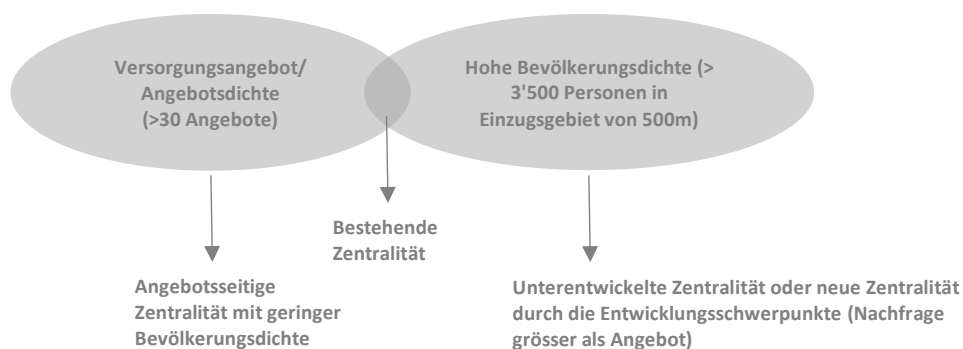 Versorgungsangebot/
Angebotsdichte
(>30 Angebote)
Hohe Bevölkerungsdichte (>
3'500 Personen in
Einzugsgebiet von 500m)
Bestehende
Zentralität
Angebotsseitige
Zentralität mit geringer
Bevölkerungsdichte
Unterentwickelte Zentralität oder neue Zentralität
durch die Entwicklungsschwerpunkte (Nachfrage
grösser als Angebot)